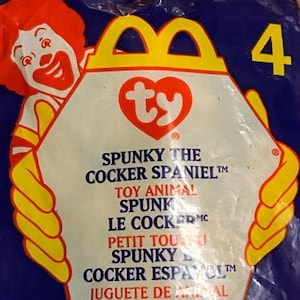 4
ty®
SPUNKY THE
COCKER SPANIEL™
TOY ANIMAL
SPUNKY
LE COCKER MC
PETIT TOUTOU
SPUNKY EL
COCKER ESPAÑOL™
JUGUETE DE ANIMAL